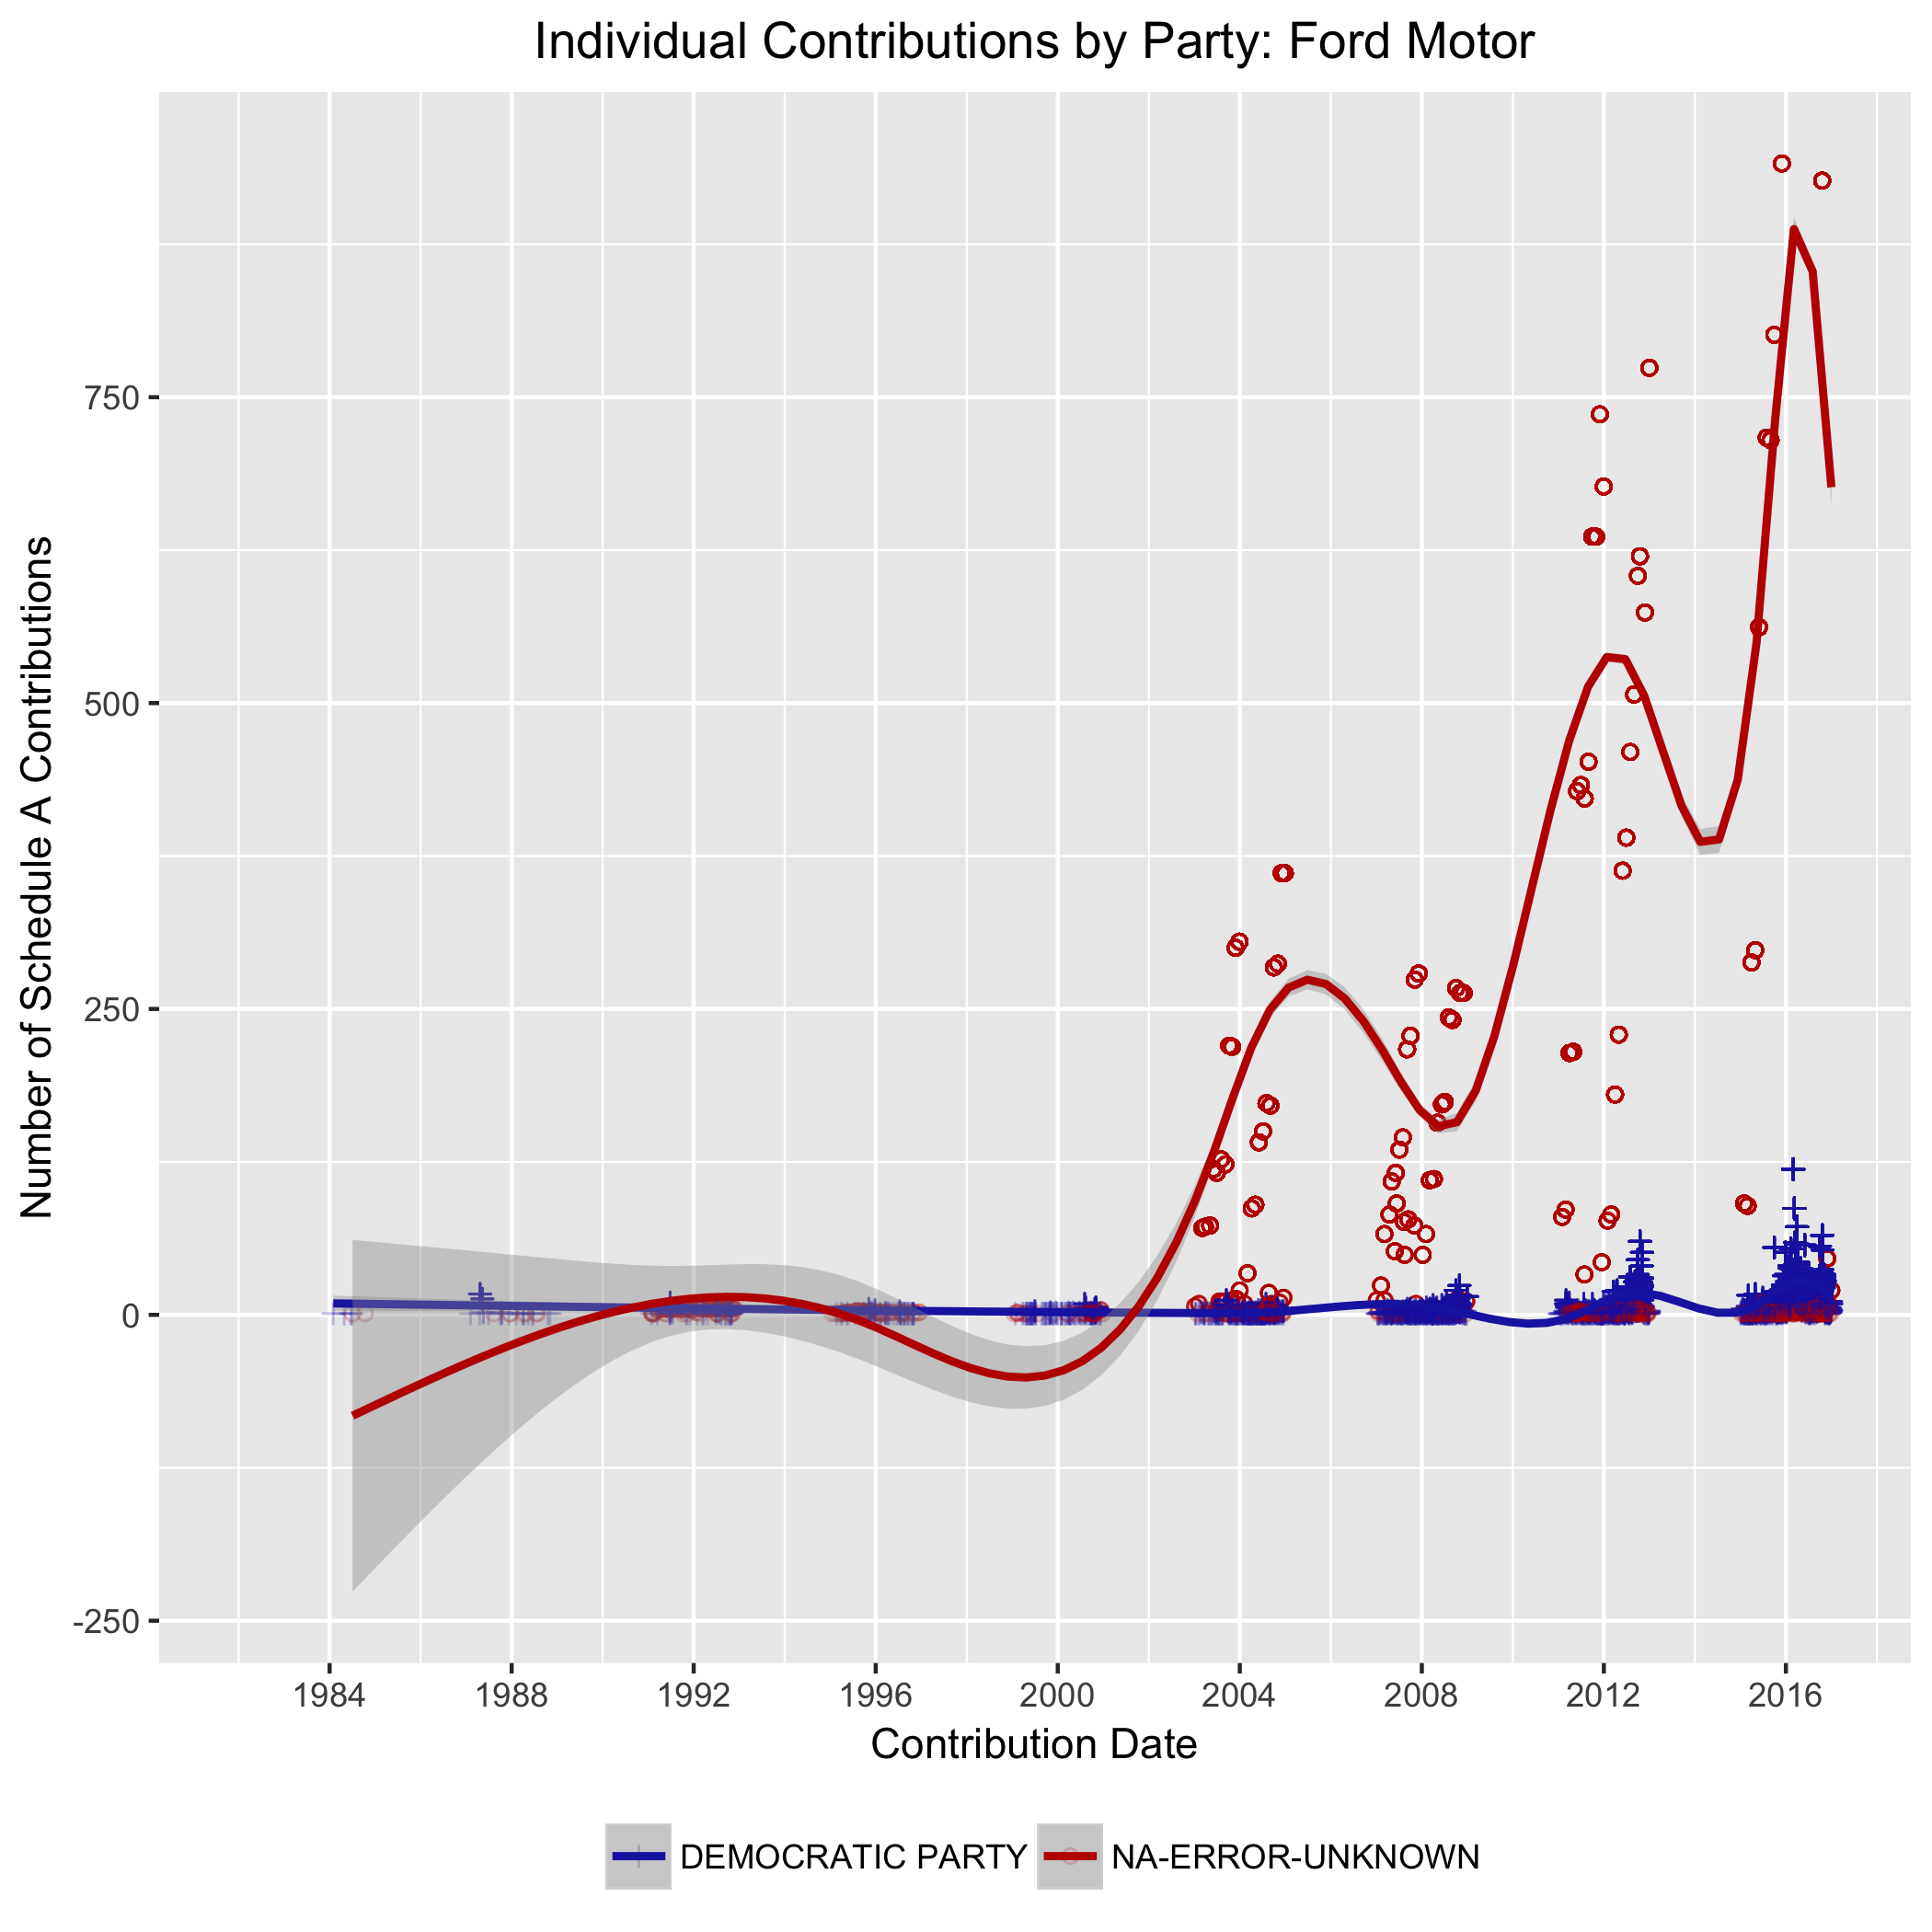 Individual Contributions by Party: Ford Motor
Number of Schedule A Contributions
750
500
250
0
-250
1984 1988 1992 1996 2000 2004 2008 2012 2016
Contribution Date
DEMOCRATIC PARTY NA-ERROR-UNKNOWN